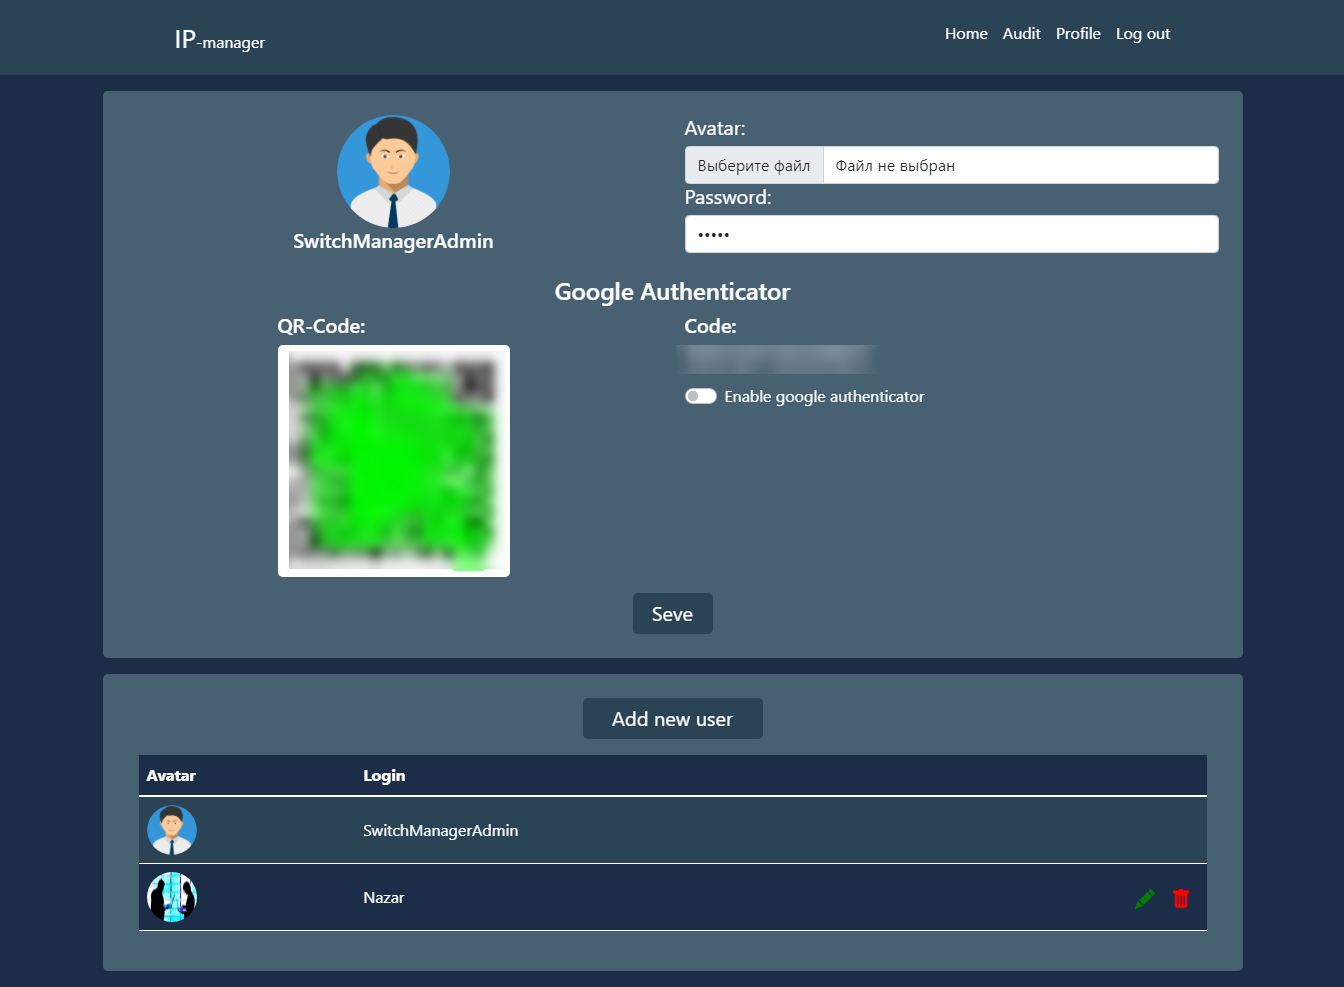 IP-manager
Home Audit Profile Log out
Avatar:
Выберите файл Файл не выбран
Password:
•••••
SwitchManagerAdmin
Google Authenticator
QR-Code:
Code:
Enable google authenticator
Seve
Add new user
Avatar Login
SwitchManagerAdmin
Nazar